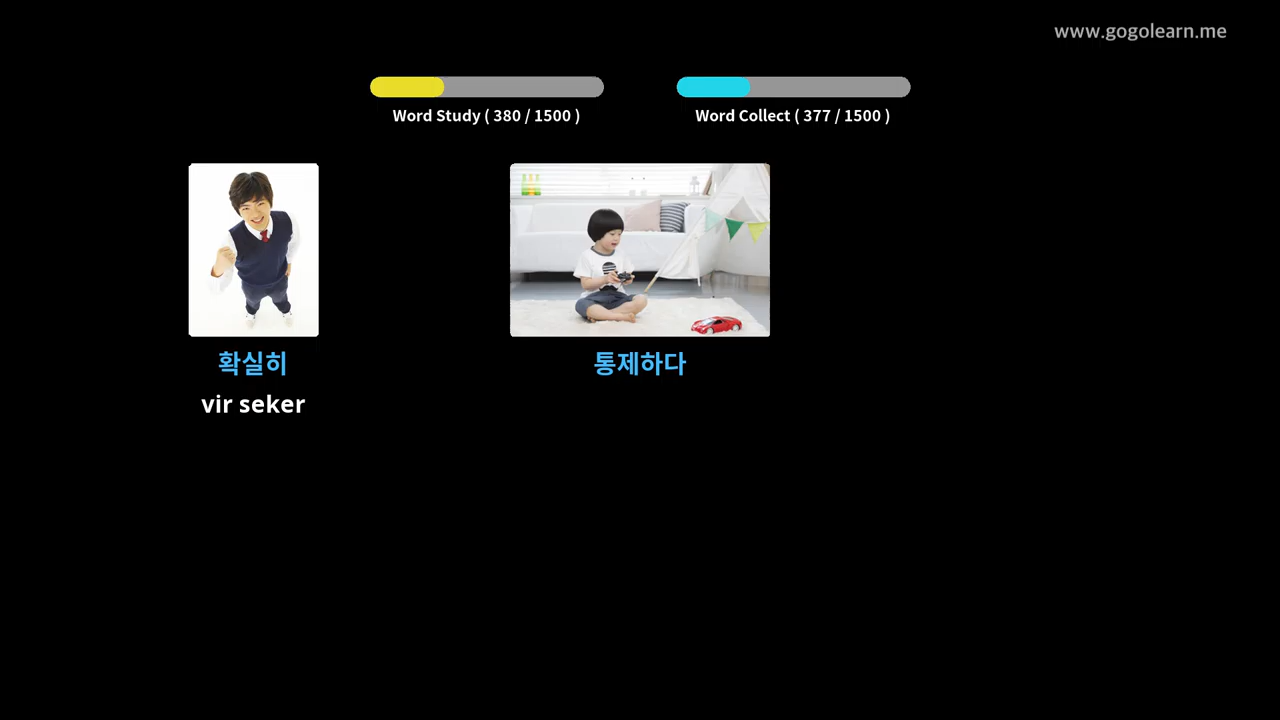 www.gogolearn.me
Word Study ( 380 / 1500 )
Word Collect ( 377 / 1500 )
확실히
통제하다
vir seker